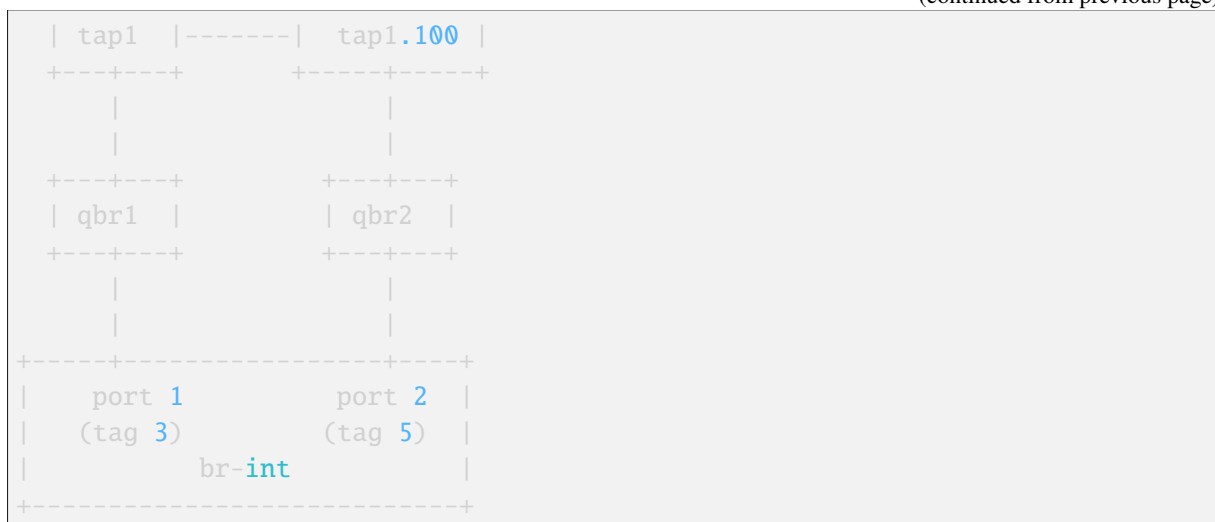 (continued from previous page)
| tap1  |-------|  tap1.100 |
+---+---+       +-----+-----+
|                   |
|                   |
+---+---+         +---+---+
| qbr1  |         | qbr2  |
+---+---+         +---+---+
|                   |
|                   |
+-----+-----------------+----+
|    port 1          port 2  |
|   (tag 3)         (tag 5)  |
|          br-int            |
+----------------------------+